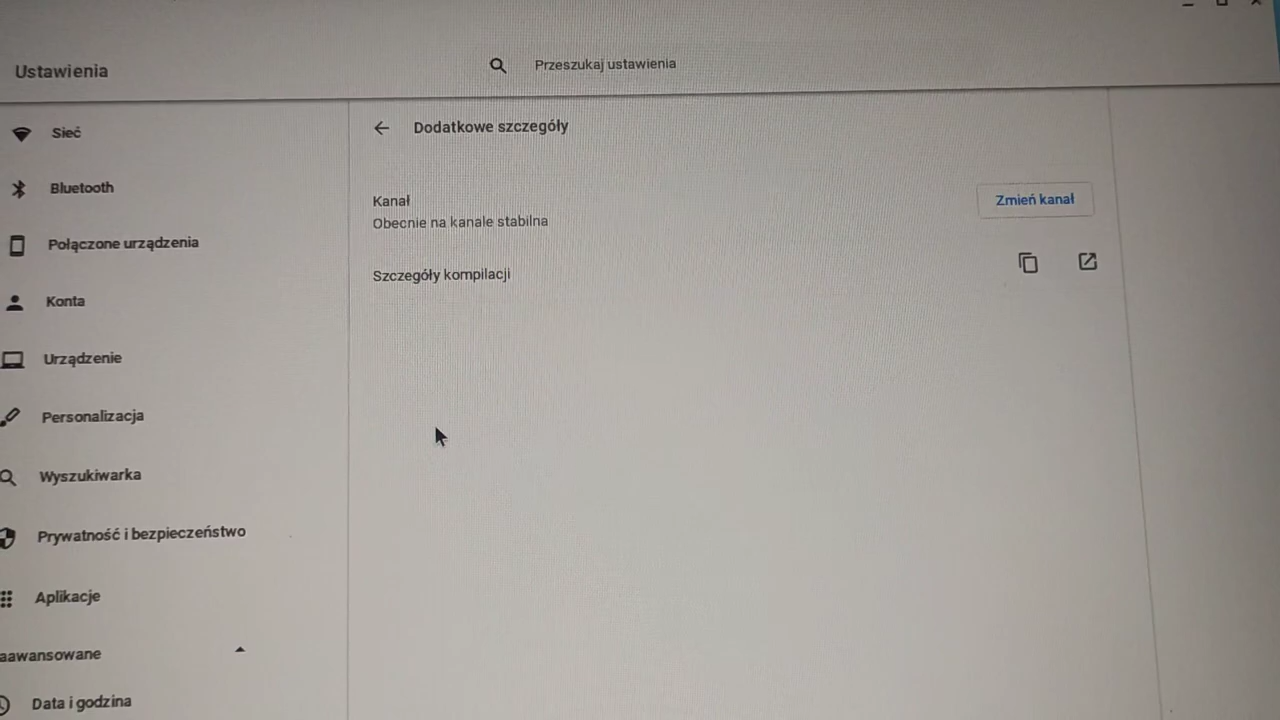 Ustawienia
Przeszukaj ustawienia
Sieć
Bluetooth
Połączone urządzenia
Konta
Urządzenie
Personalizacja
Wyszukiwarka
Prywatność i bezpieczeństwo
Aplikacje
aawansowane
Data i godzina
Dodatkowe szczegóły
Kanał
Obecnie na kanale stabilna
Zmień kanał
Szczegóły kompilacji